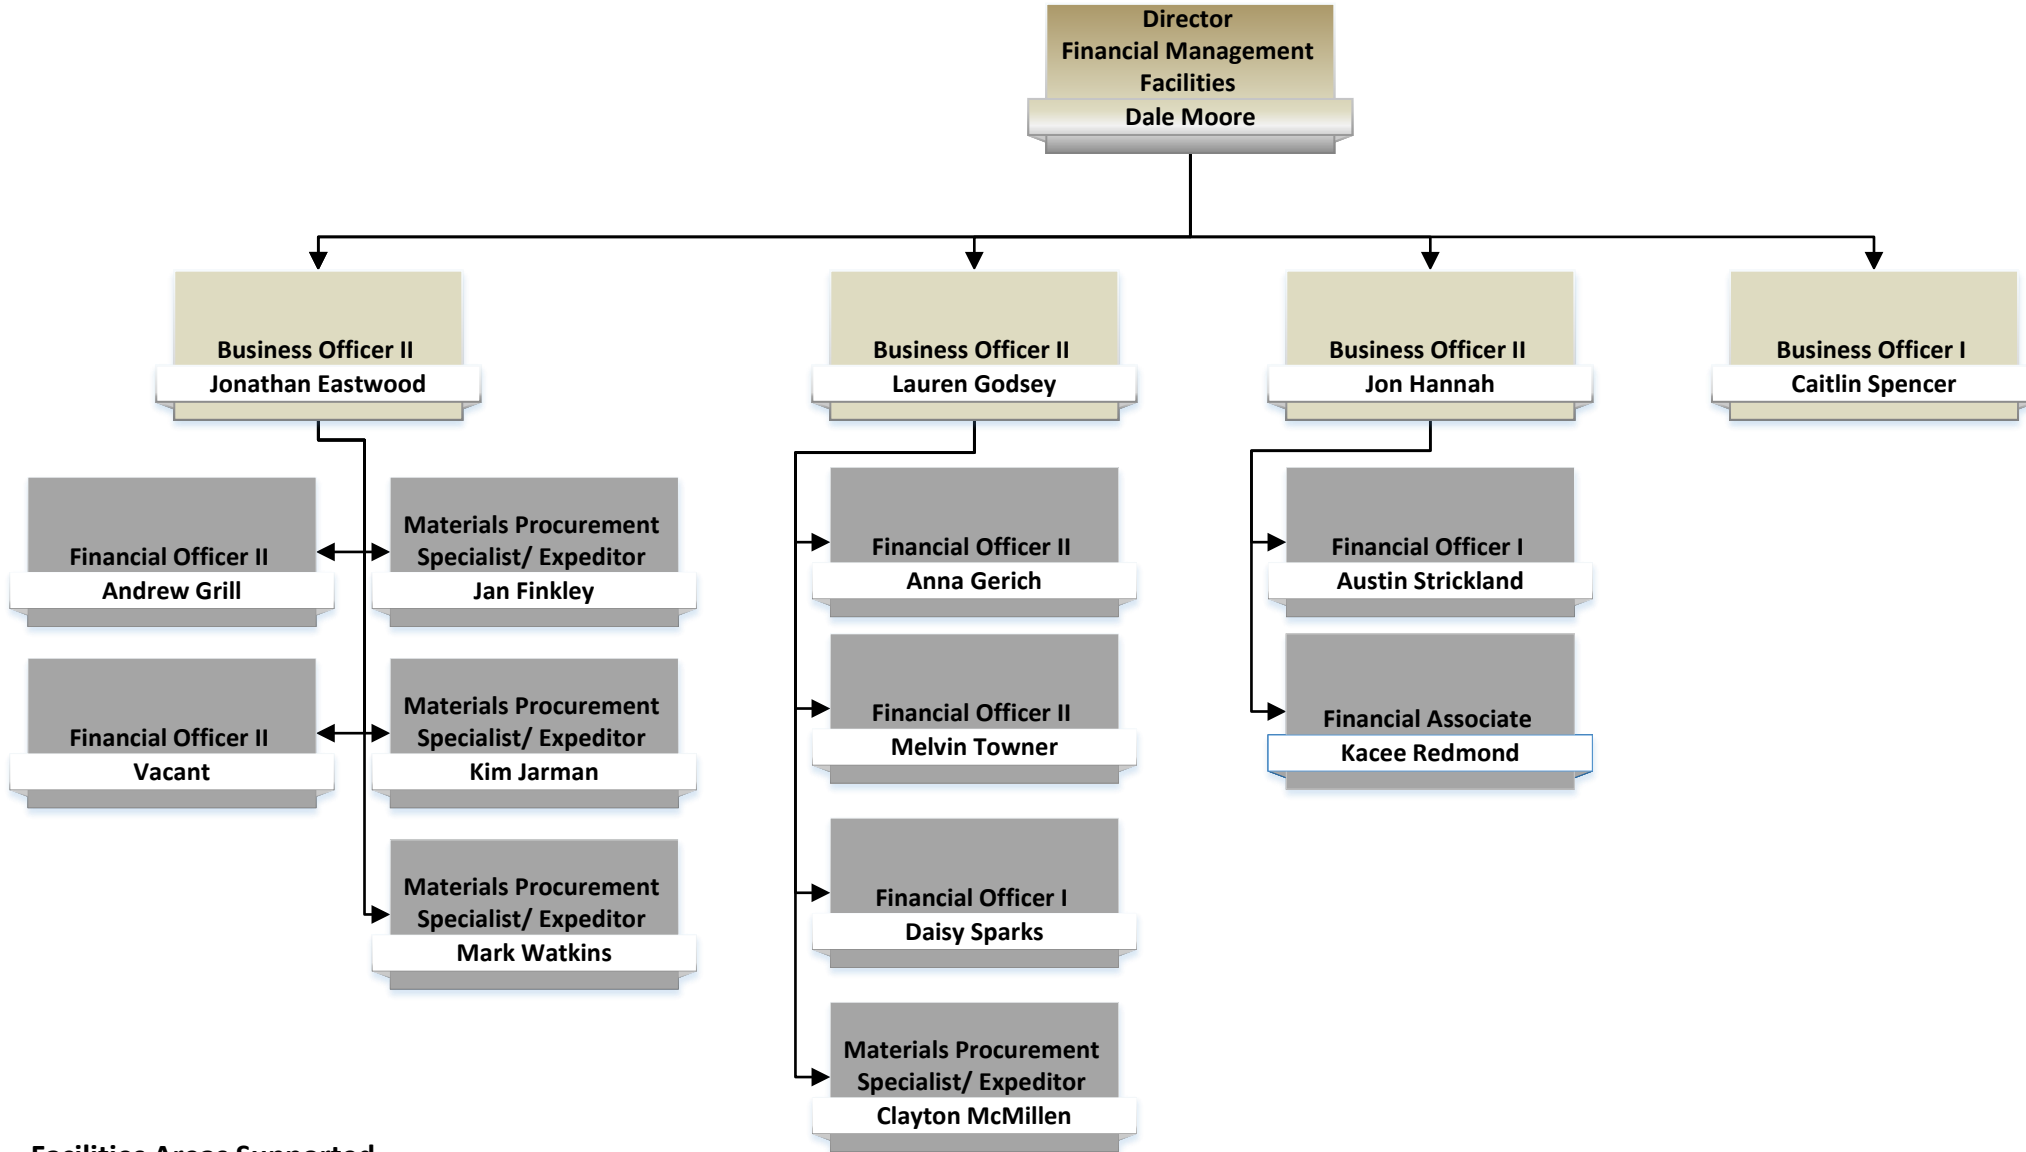 Director
Financial Management
Facilities
Dale Moore
Business Officer II
Jonathan Eastwood
Business Officer II
Lauren Godsey
Business Officer II
Jon Hannah
Business Officer I
Caitlin Spencer
Financial Officer II
Andrew Grill
Materials Procurement
Specialist/ Expeditor
Jan Finkley
Financial Officer II
Vacant
Materials Procurement
Specialist/ Expeditor
Kim Jarman
Materials Procurement
Specialist/ Expeditor
Mark Watkins
Financial Officer II
Anna Gerich
Financial Officer II
Melvin Towner
Financial Officer I
Daisy Sparks
Materials Procurement
Specialist/ Expeditor
Clayton McMillen
Financial Officer I
Austin Strickland
Financial Associate
Kacee Redmond
Facilities Areas Supported